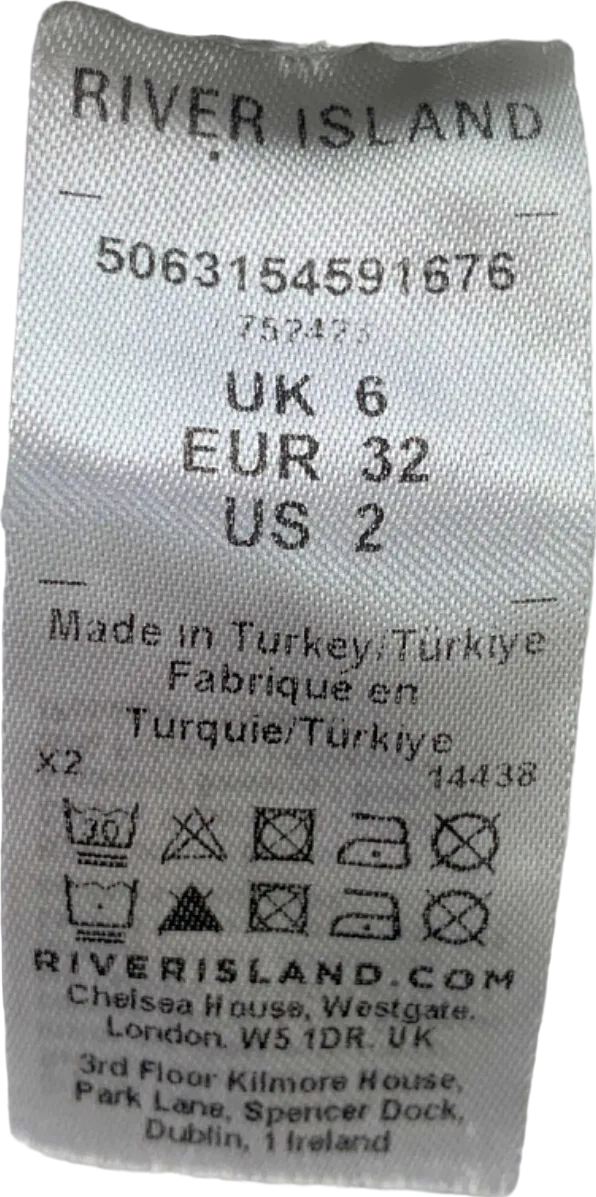 RIVER ISLAND
5063154591676
UK 6
EUR 32
US 2
Made in Turkey/Türkiye
Fabriqué en
Turquie/Türkiye
X2
14438
30
RIVERISLAND.COM
Chelsea House, Westgate.
London. W5 1DR. UK
3rd Floor Kilmore House,
Park Lane, Spencer Dock,
Dublin, 1 Ireland